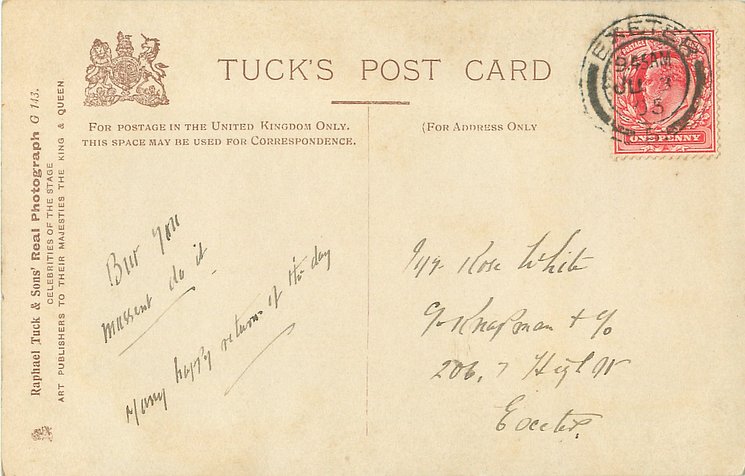 TUCK'S POST CARD
FOR POSTAGE IN THE UNITED KINGDOM ONLY.
THIS SPACE MAY BE USED FOR CORRESPONDENCE.
(FOR ADDRESS ONLY
Raphael Tuck & Sons' Real Photograph G 143.
CELEBRITIES OF THE STAGE
ART PUBLISHERS TO THEIR MAJESTIES THE KING & QUEEN
EXETER
AM
POSTAGE
ONE PENNY
But you
mussent do it
Many happy returns of the day
Rose White
Knapman & Co
High
Exeter